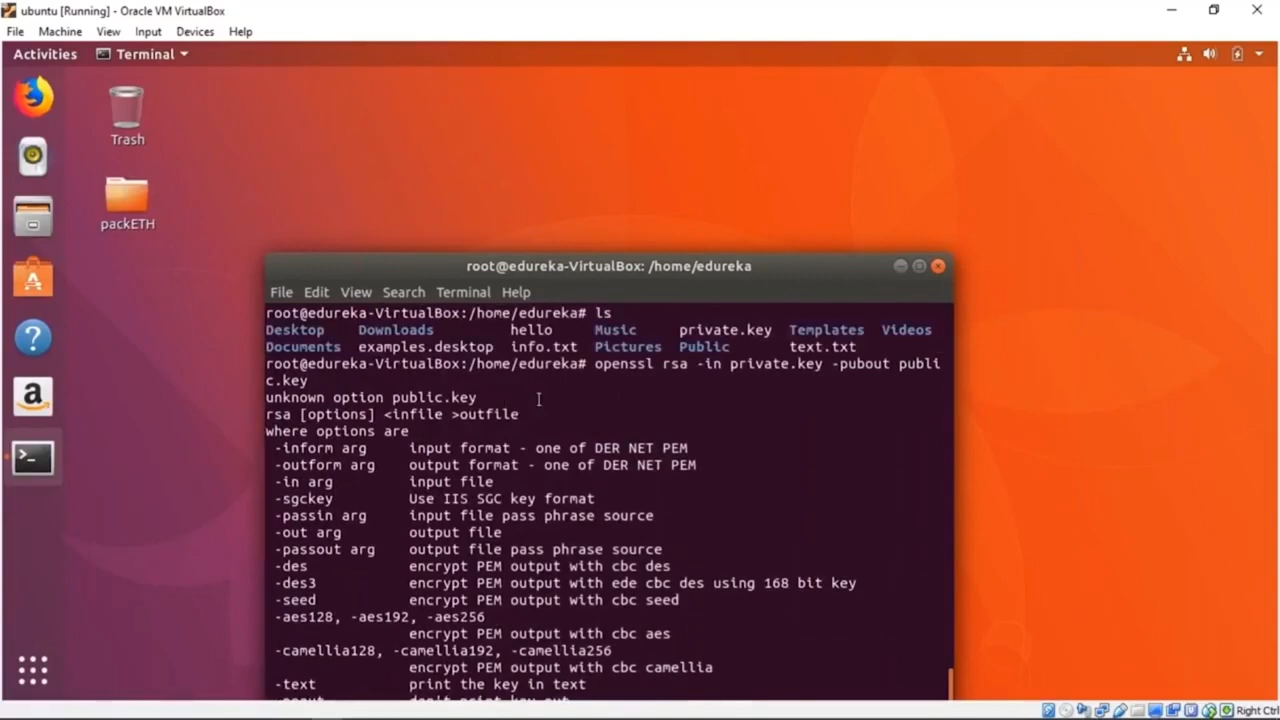 ubuntu [Running] - Oracle VM VirtualBox
File Machine View Input Devices Help
Activities Terminal
Trash
packETH
root@edureka-VirtualBox: /home/edureka
File Edit View Search Terminal Help
root@edureka-VirtualBox:/home/edureka# ls
Desktop Downloads hello Music private.key Templates Videos
Documents examples.desktop info.txt Pictures Public text.txt
root@edureka-VirtualBox:/home/edureka# openssl rsa -in private.key -pubout publi
c.key
unknown option public.key
rsa [options] <infile >outfile
where options are
-inform arg input format - one of DER NET PEM
-outform arg output format - one of DER NET PEM
-in arg input file
-sgckey Use IIS SGC key format
-passin arg input file pass phrase source
-out arg output file
-passout arg output file pass phrase source
-des encrypt PEM output with cbc des
-des3 encrypt PEM output with ede cbc des using 168 bit key
-seed encrypt PEM output with cbc seed
-aes128, -aes192, -aes256
encrypt PEM output with cbc aes
-camellia128, -camellia192, -camellia256
encrypt PEM output with cbc camellia
-text print the key in text
Right Ctrl